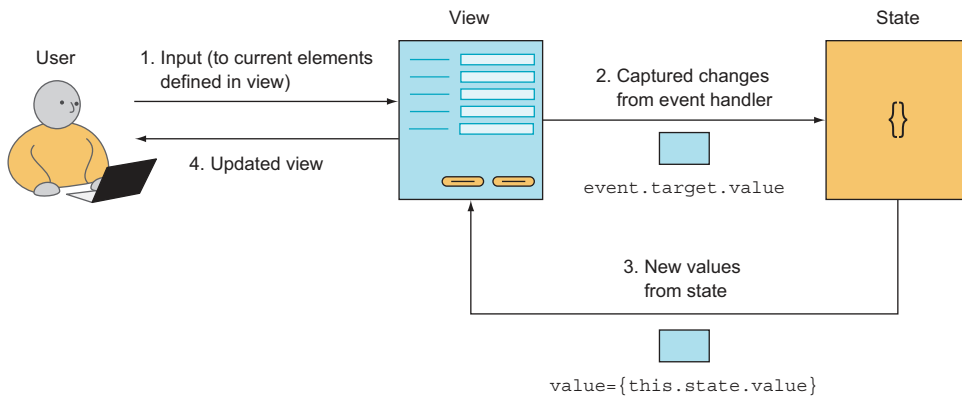 View
State
User
1. Input (to current elements
defined in view)
2. Captured changes
from event handler
{}
4. Updated view
event.target.value
3. New values
from state
value={this.state.value}